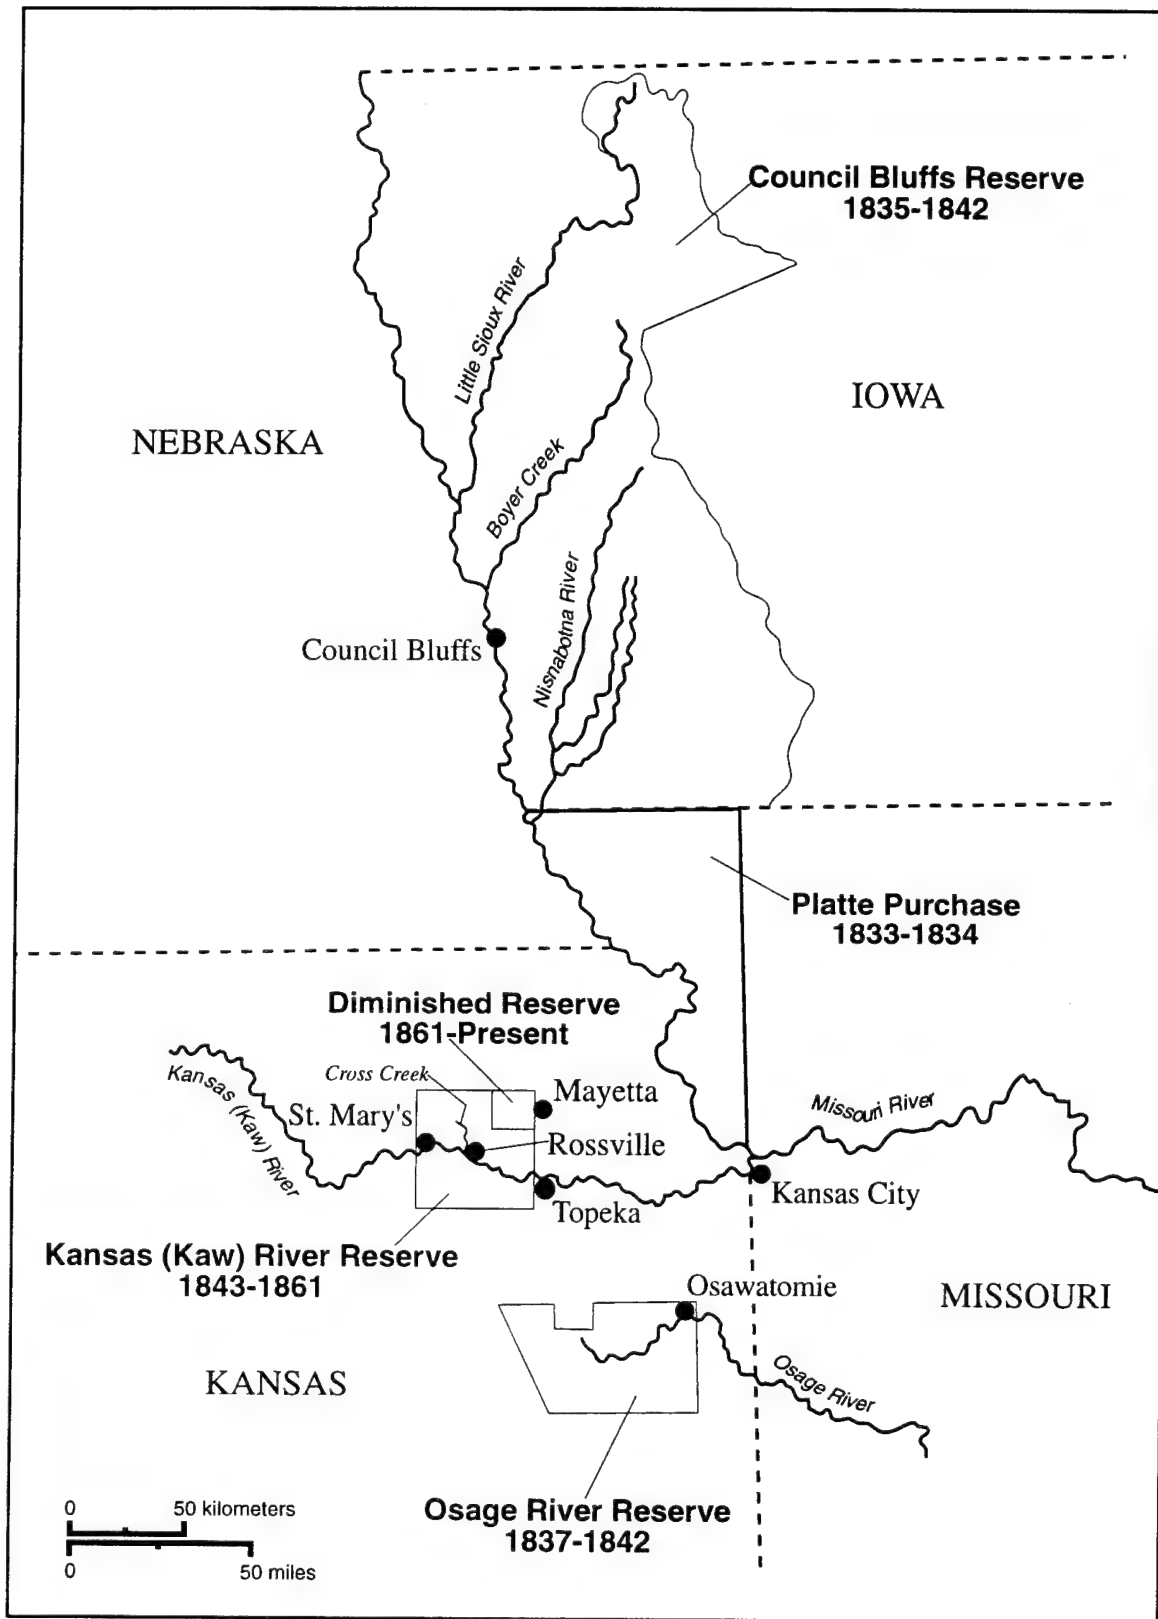 Council Bluffs Reserve
1835-1842
Little Sioux River
IOWA
NEBRASKA
Boyer Creek
Nisnabotna River
Council Bluffs
Platte Purchase
1833-1834
Diminished Reserve
1861-Present
Cross Creek
Kansas (Kaw) River
Mayetta
St. Mary's
Missouri River
Rossville
Kansas City
Topeka
Kansas (Kaw) River Reserve
1843-1861
Osawatomie
MISSOURI
KANSAS
Osage River
0 50 kilometers
0 50 miles
Osage River Reserve
1837-1842